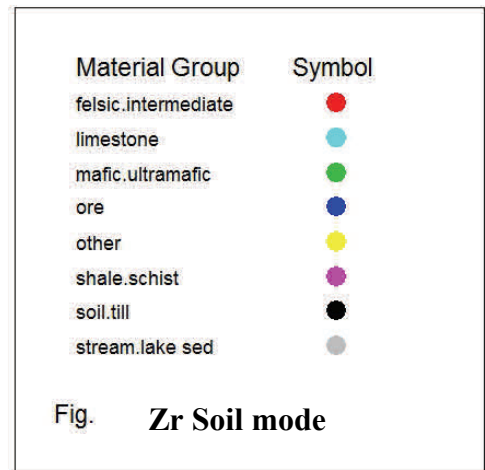 Material Group Symbol
felsic.intermediate
limestone
mafic.ultramafic
ore
other
shale.schist
soil.till
stream.lake sed
Fig. Zr Soil mode